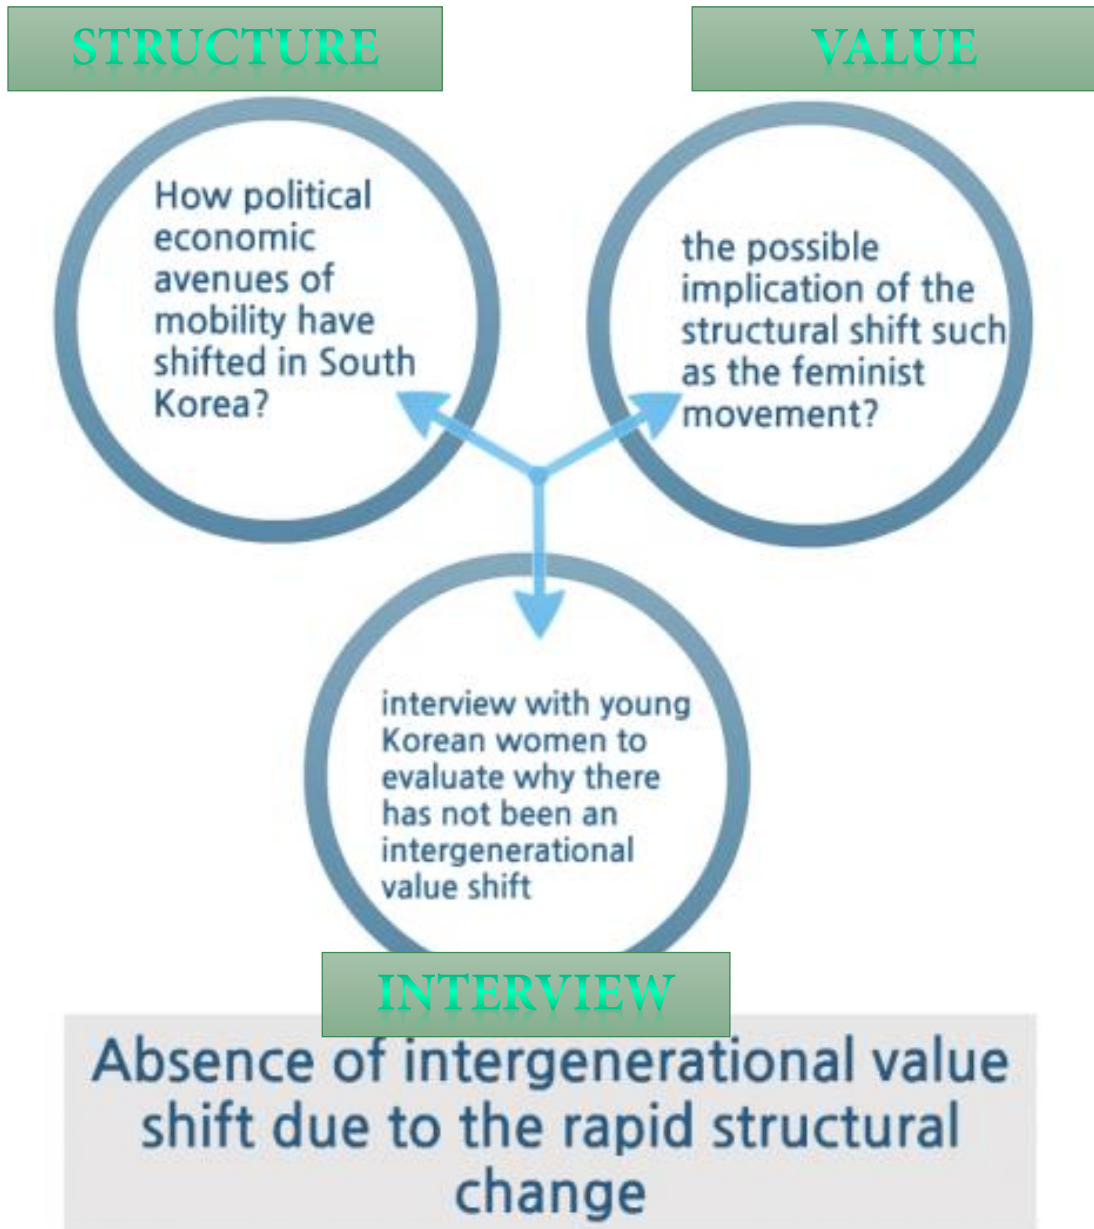 STRUCTURE
VALUE
How political
economic
avenues of
mobility have
shifted in South
Korea?
the possible
implication of the
structural shift such
as the feminist
movement?
interview with young
Korean women to
evaluate why there
has not been an
intergenerational
value shift
INTERVIEW
Absence of intergenerational value
shift due to the rapid structural
change